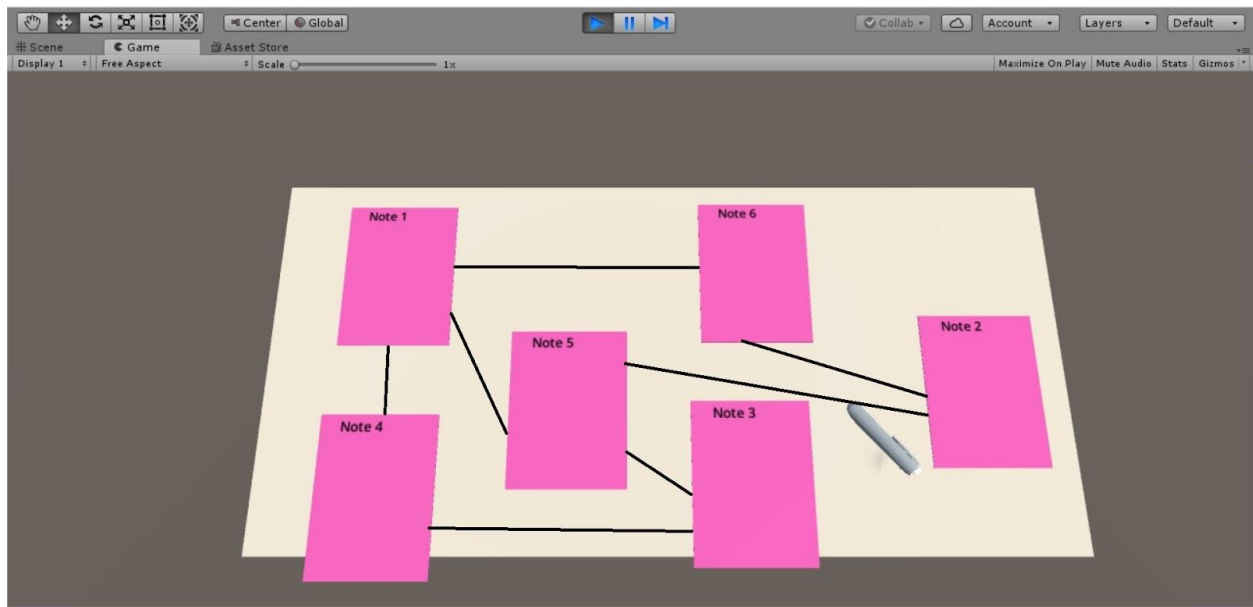 Center Global Collab Account Layers Default
Scene Game Asset Store
Display 1 Free Aspect Scale 1x Maximize On Play Mute Audio Stats Gizmos
Note 1
Note 6
Note 2
Note 5
Note 3
Note 4